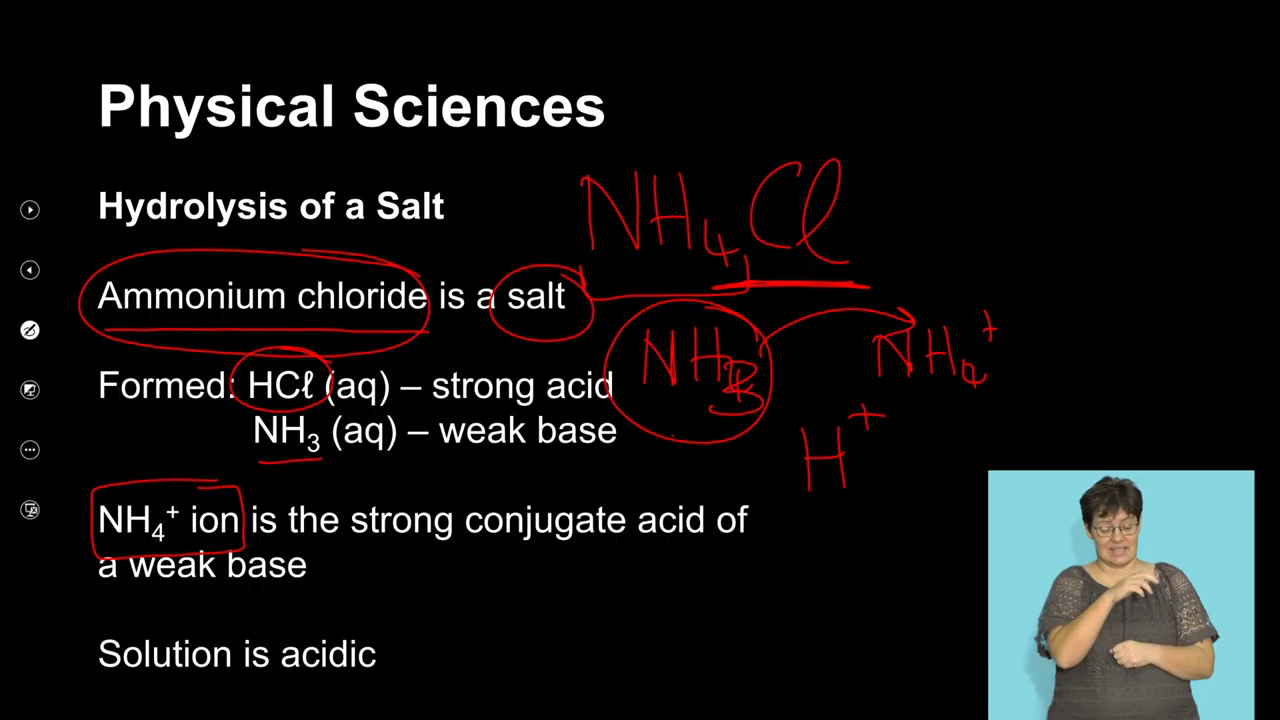 Physical Sciences
Hydrolysis of a Salt
NH₄Cl
Ammonium chloride is a salt
NH₃
NH₄⁺
Formed: HCℓ (aq) – strong acid
NH₃ (aq) – weak base
H⁺
NH₄⁺ ion is the strong conjugate acid of
a weak base
Solution is acidic